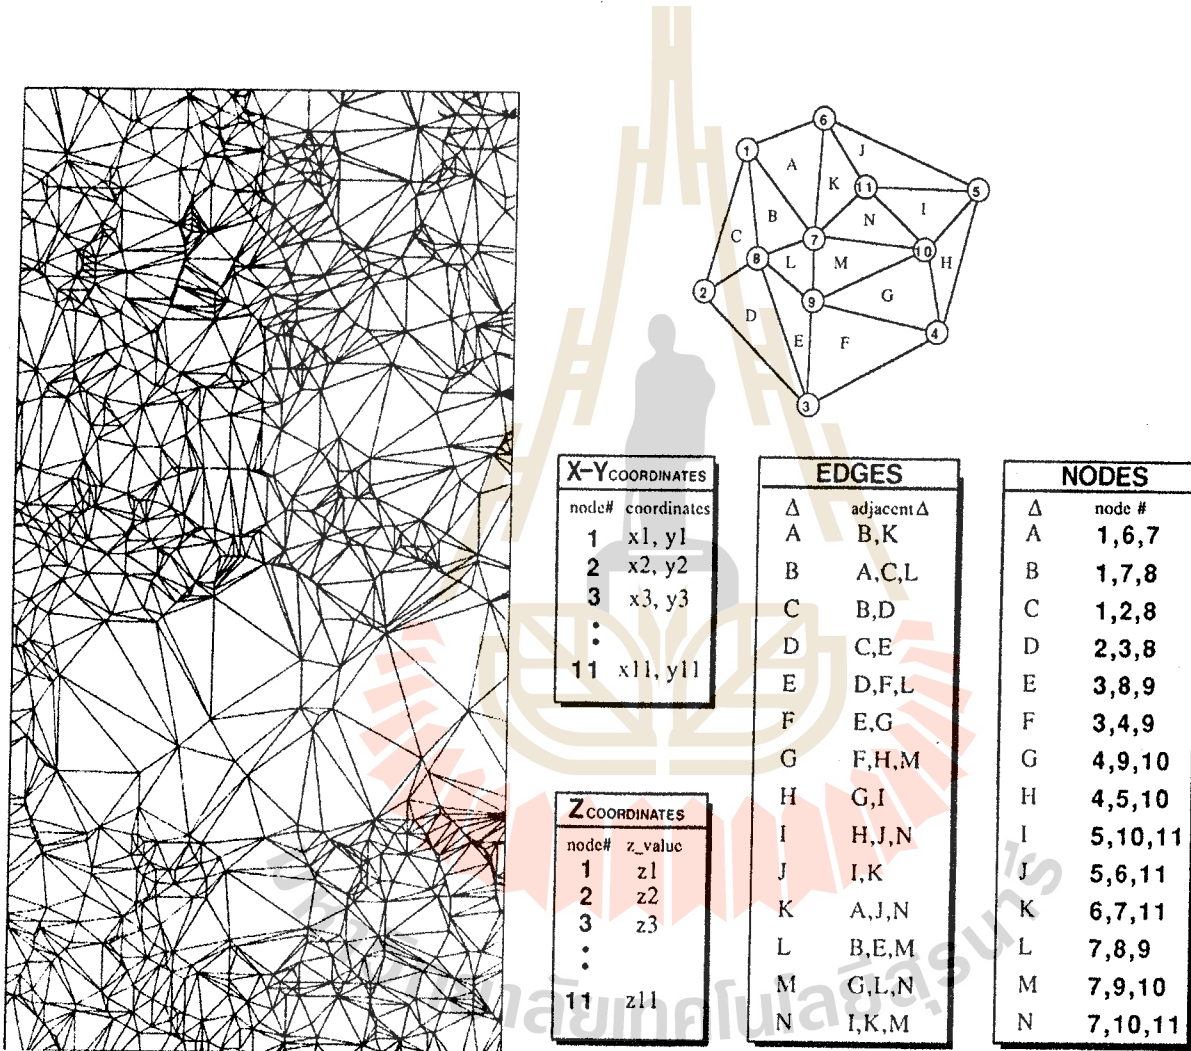 6
J
1
A
K
11
5
I
B
N
C
7
10
8
L
M
H
2
9
G
D
4
E
F
3
X-Y COORDINATES
node# coordinates
1 x1, y1
2 x2, y2
3 x3, y3
11 x11, y11
Z COORDINATES
node# z_value
1 z1
2 z2
3 z3
11 z11
EDGES
Δ adjacent Δ
A B,K
B A,C,L
C B,D
D C,E
E D,F,L
F E,G
G F,H,M
H G,I
I H,J,N
J I,K
K A,J,N
L B,E,M
M G,L,N
N I,K,M
NODES
Δ node #
A 1,6,7
B 1,7,8
C 1,2,8
D 2,3,8
E 3,8,9
F 3,4,9
G 4,9,10
H 4,5,10
I 5,10,11
J 5,6,11
K 6,7,11
L 7,8,9
M 7,9,10
N 7,10,11